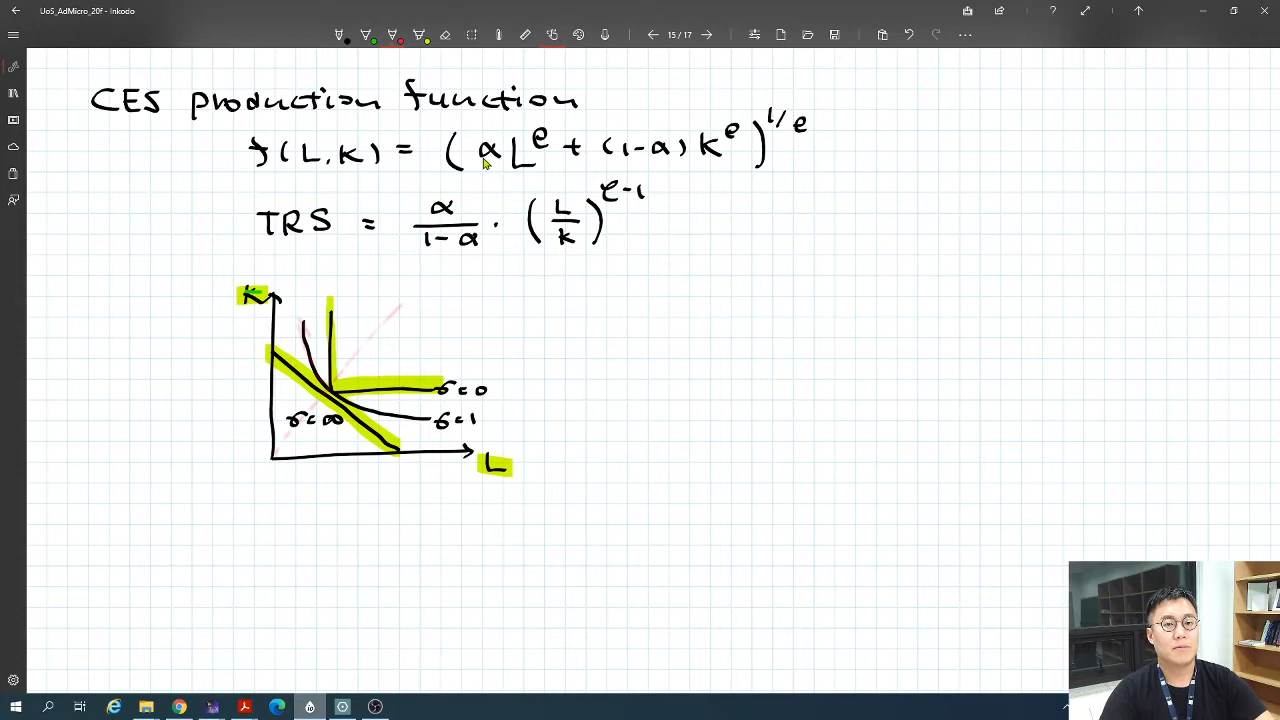 UoS_AdMicro_20F - Inkodo
15/17
CES production function
f(L,K) = (αL^ρ + (1-α)K^ρ)^1/ρ
TRS = α/1-α · (L/K)^ρ-1
K
σ=0
σ=∞
σ=1
L